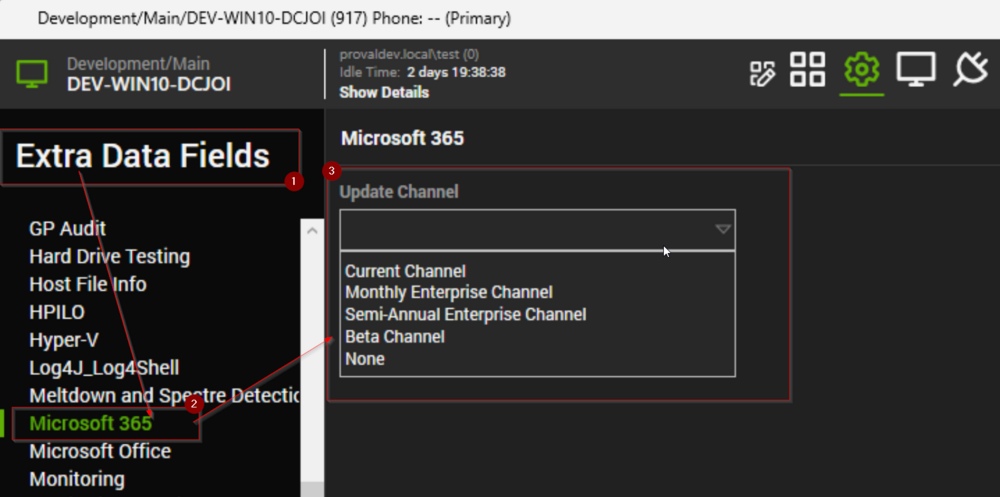 Development/Main/DEV-WIN10-DCJOI (917) Phone: -- (Primary)
Development/Main
DEV-WIN10-DCJOI
provaldev.local\test (0)
Idle Time: 2 days 19:38:38
Show Details
Extra Data Fields
1
GP Audit
Hard Drive Testing
Host File Info
HPILO
Hyper-V
Log4J_Log4Shell
Meltdown and Spectre Detectic
2
Microsoft 365
Microsoft Office
Monitoring
Microsoft 365
3
Update Channel
Current Channel
Monthly Enterprise Channel
Semi-Annual Enterprise Channel
Beta Channel
None